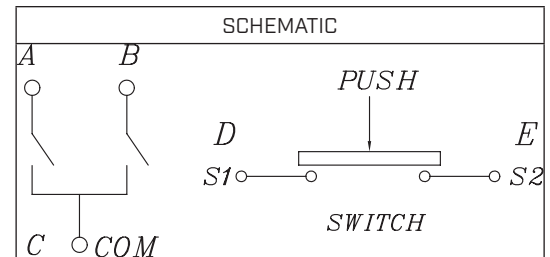 SCHEMATIC
A B
PUSH
D E
S1 S2
SWITCH
C COM